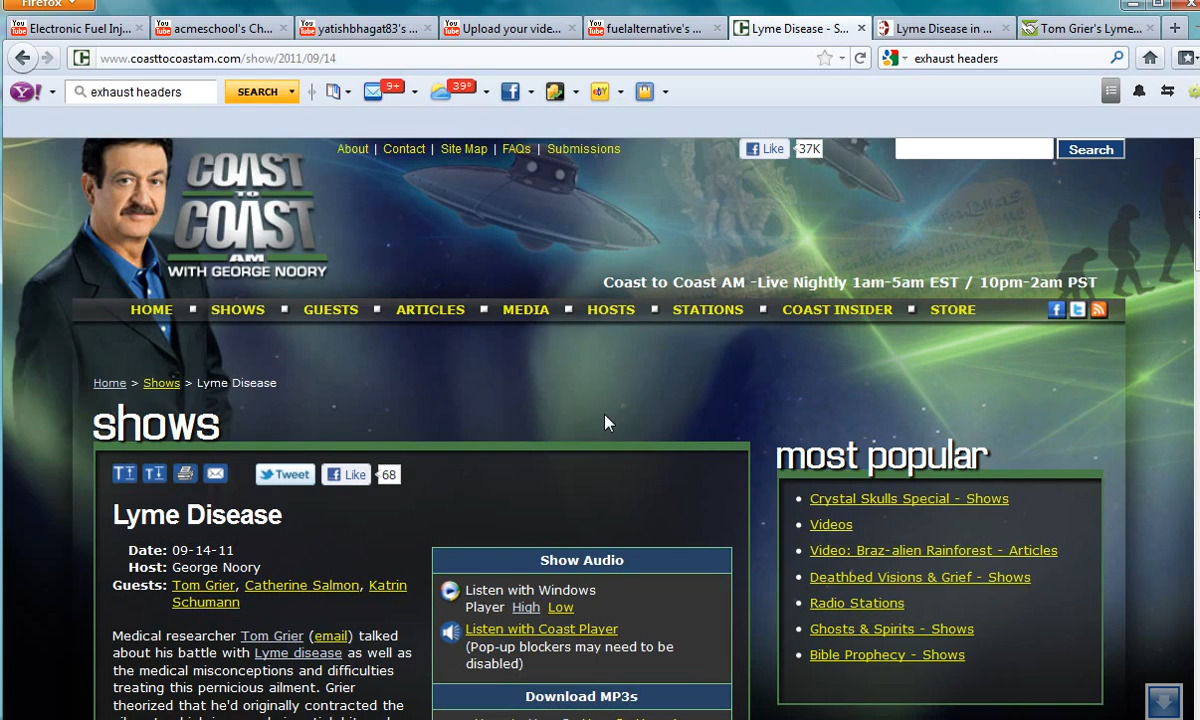 Firefox
Electronic Fuel Inj...
acmeschool's Ch...
yatishbhagat83's ...
Upload your vide...
fuelalternative's ...
Lyme Disease - S...
Lyme Disease in ...
Tom Grier's Lyme...
www.coasttocoastam.com/show/2011/09/14
exhaust headers
exhaust headers
SEARCH
9+
39°
About | Contact | Site Map | FAQs | Submissions
Like 37K
Search
COAST
TO
COAST
AM
WITH GEORGE NOORY
Coast to Coast AM -Live Nightly 1am-5am EST / 10pm-2am PST
HOME SHOWS GUESTS ARTICLES MEDIA HOSTS STATIONS COAST INSIDER STORE
Home > Shows > Lyme Disease
shows
Tweet Like 68
Lyme Disease
Date: 09-14-11
Host: George Noory
Guests: Tom Grier, Catherine Salmon, Katrin
Schumann
Medical researcher Tom Grier (email) talked
about his battle with Lyme disease as well as
the medical misconceptions and difficulties
treating this pernicious ailment. Grier
theorized that he'd originally contracted the
Show Audio
Listen with Windows
Player High Low
Listen with Coast Player
(Pop-up blockers may need to be
disabled)
Download MP3s
most popular
Crystal Skulls Special - Shows
Videos
Video: Braz-alien Rainforest - Articles
Deathbed Visions & Grief - Shows
Radio Stations
Ghosts & Spirits - Shows
Bible Prophecy - Shows